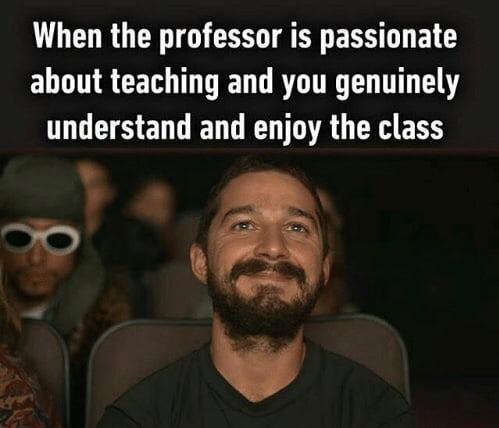 When the professor is passionate
about teaching and you genuinely
understand and enjoy the class